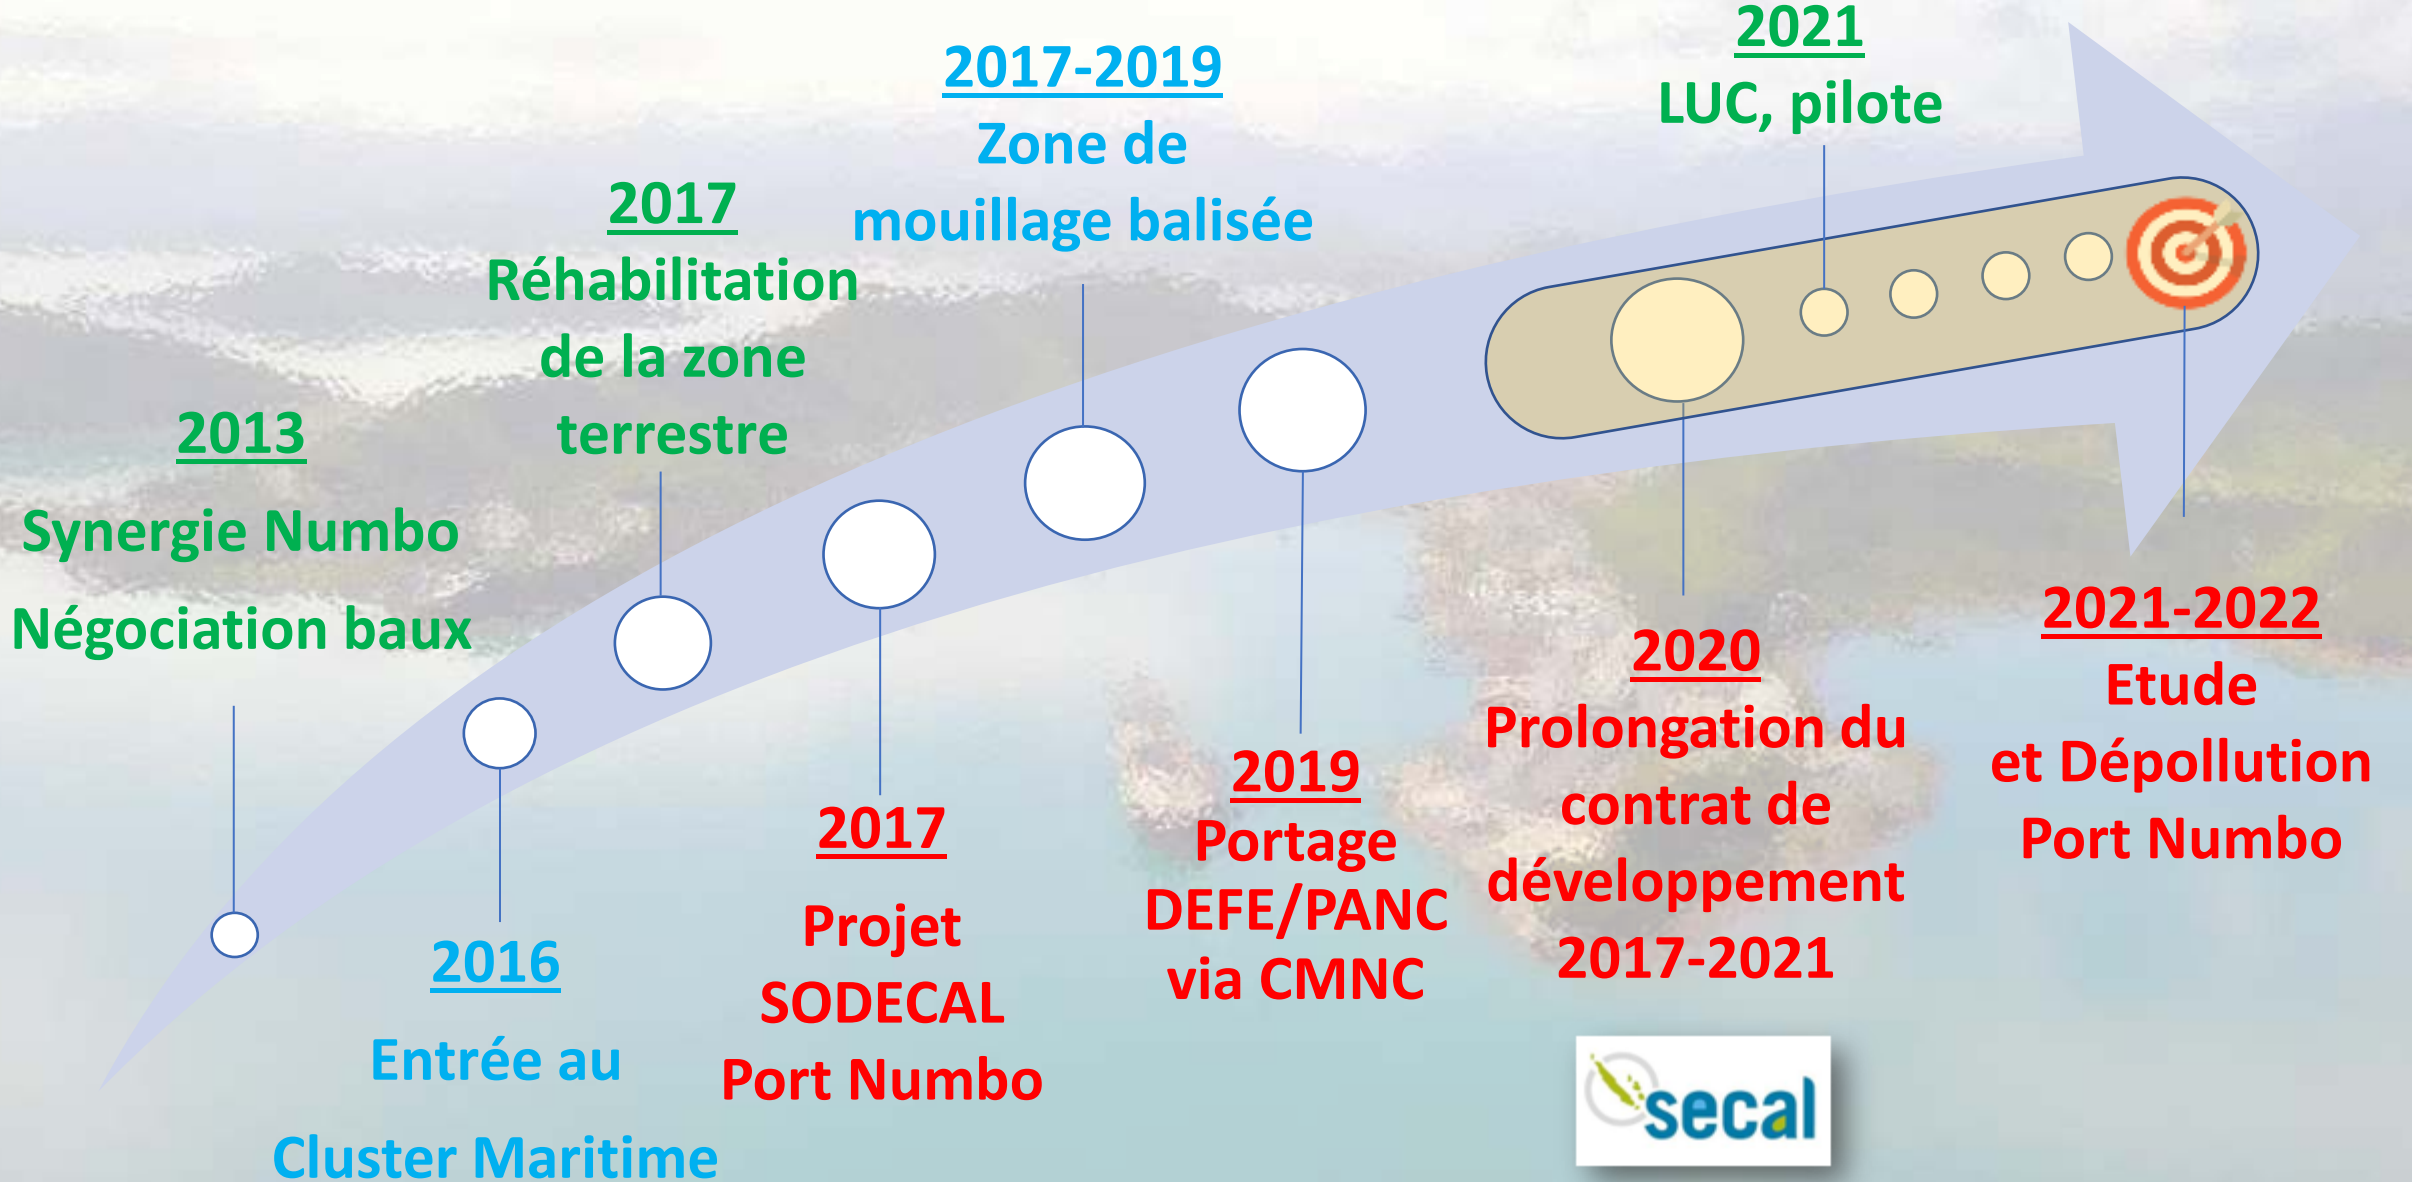 2013
Synergie Numbo
Négociation baux
2016
Entrée au
Cluster Maritime
2017
Réhabilitation
de la zone
terrestre
2017
Projet
SODECAL
Port Numbo
2017-2019
Zone de
mouillage balisée
2019
Portage
DEFE/PANC
via CMNC
2020
Prolongation du
contrat de
développement
2017-2021
secal
2021
LUC, pilote
2021-2022
Etude
et Dépollution
Port Numbo